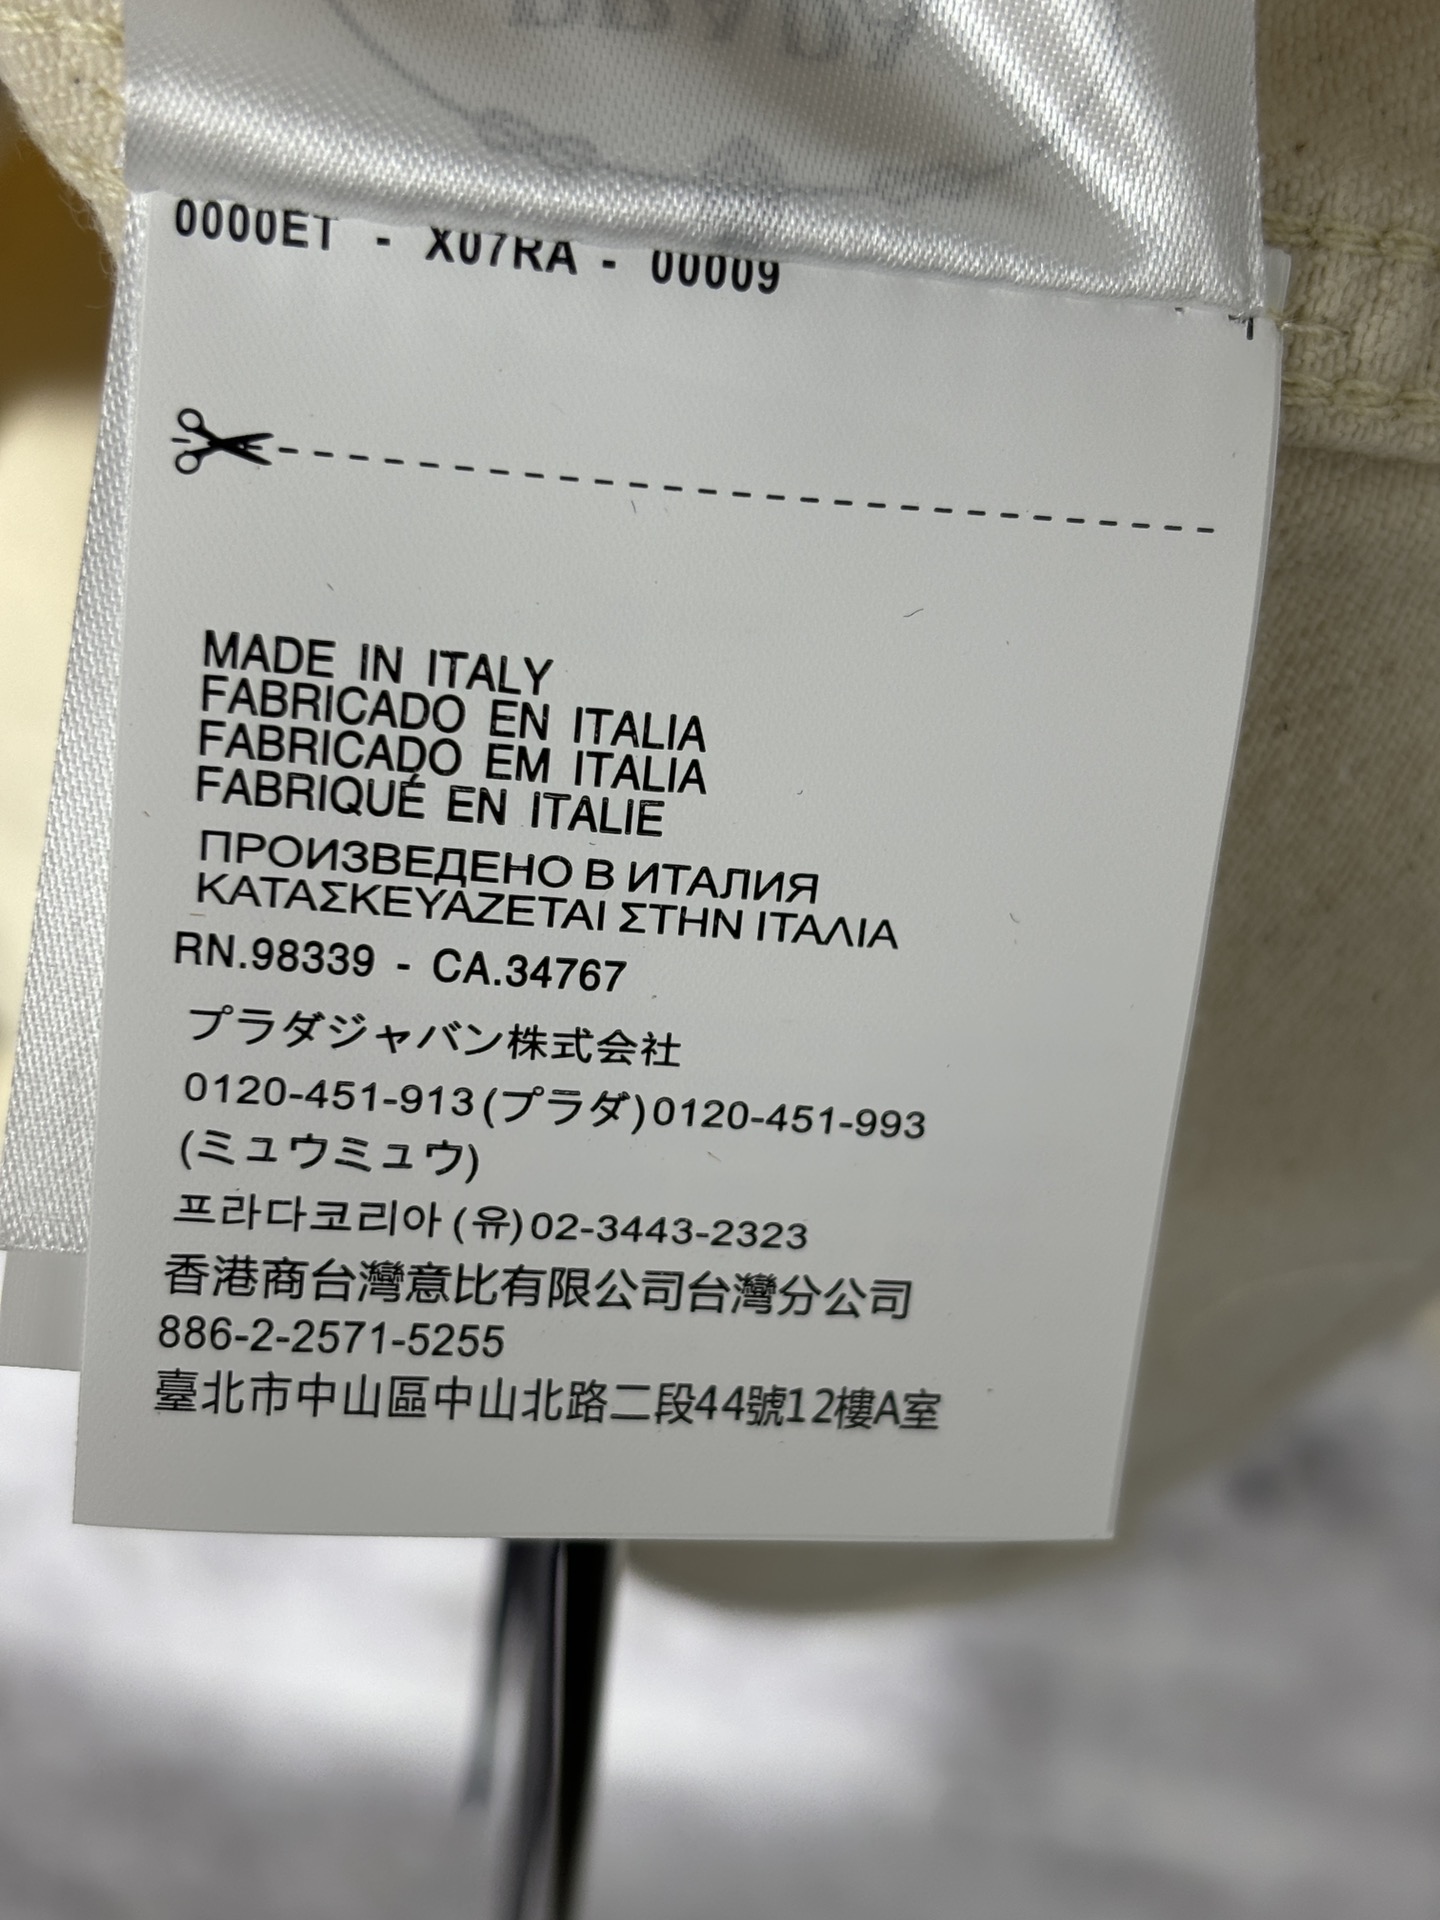 0000ET - X07RA - 00009
MADE IN ITALY
FABRICADO EN ITALIA
FABRICADO EM ITALIA
FABRIQUÉ EN ITALIE
ПРОИЗВЕДЕНО В ИТАЛИЯ
ΚΑΤΑΣΚΕΥΑΖΕΤΑΙ ΣΤΗΝ ΙΤΑΛΙΑ
RN.98339 - CA.34767
プラダジャバン株式会社
0120-451-913(プラダ)0120-451-993
(ミュウミュウ)
프라다코리아(유)02-3443-2323
香港商台灣意比有限公司台灣分公司
886-2-2571-5255
臺北市中山區中山北路二段44號12樓A室